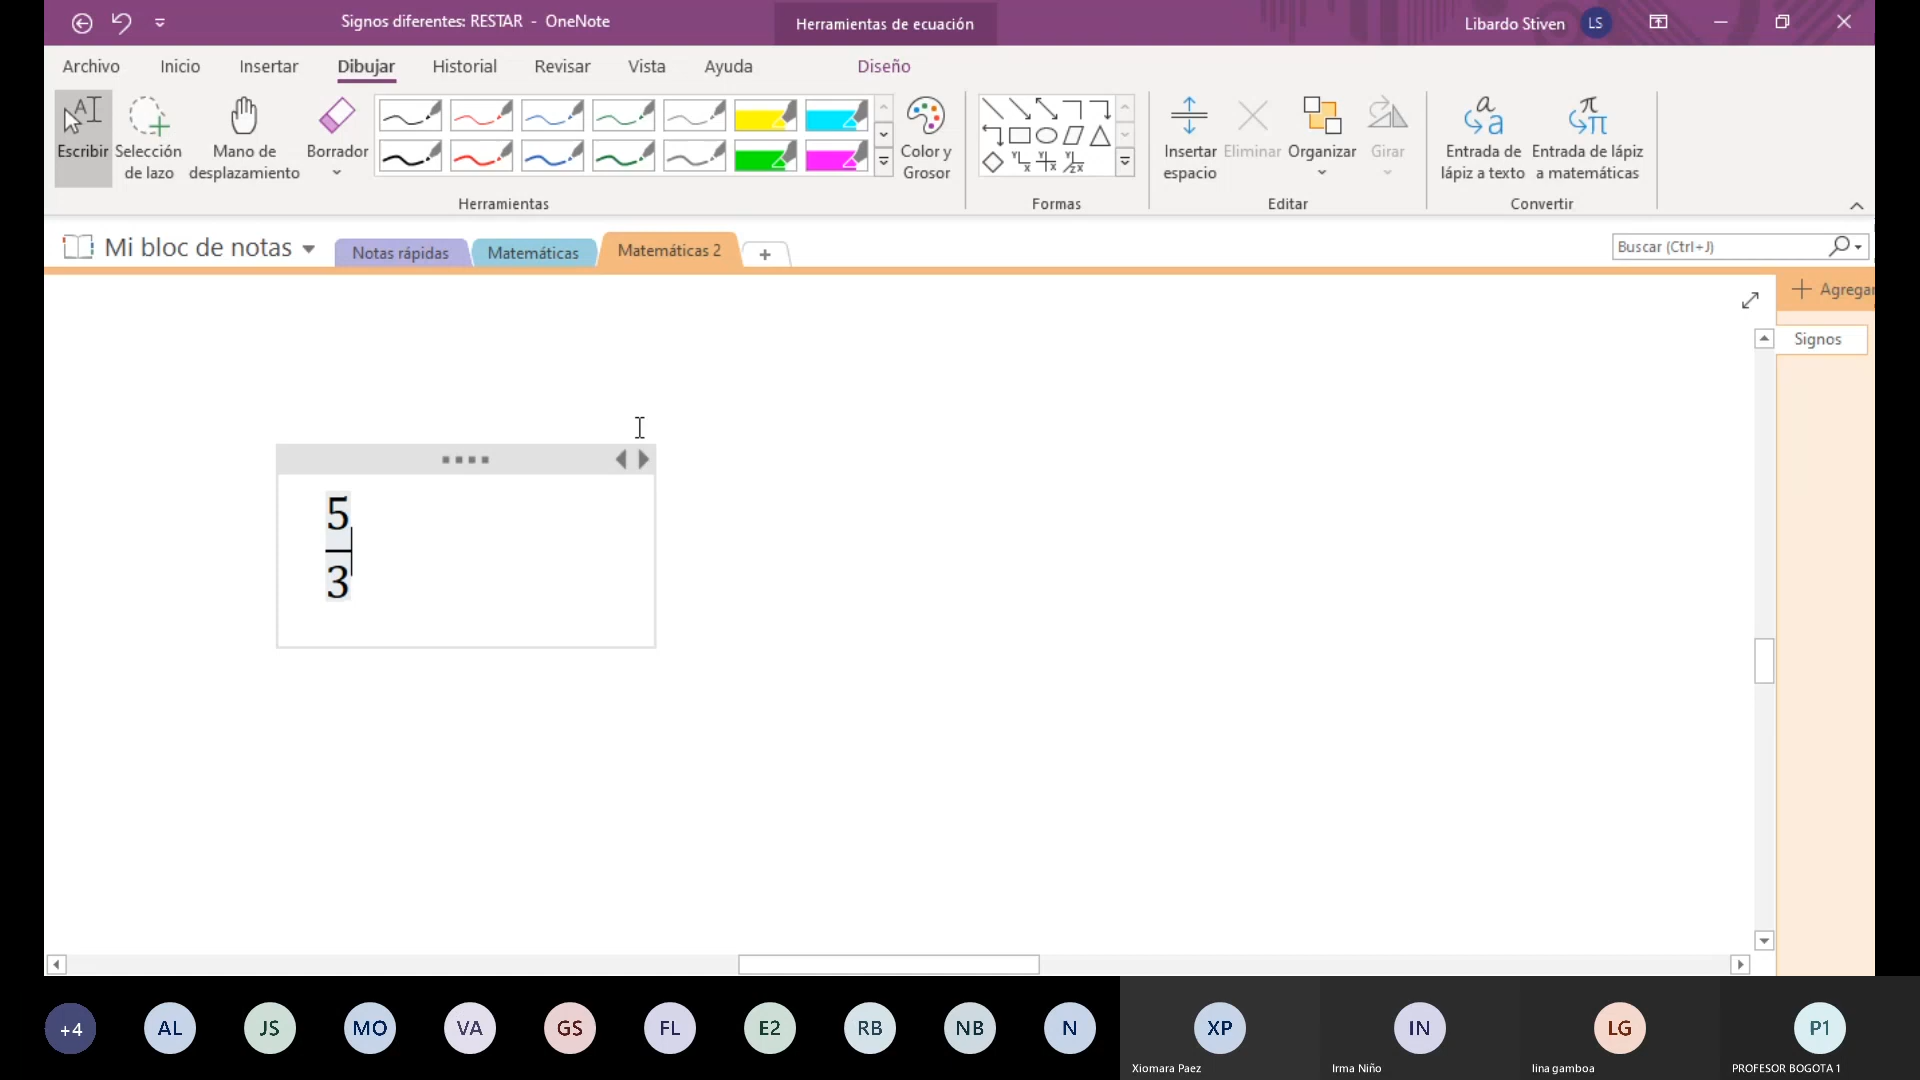 Signos diferentes: RESTAR - OneNote
Herramientas de ecuación
Libardo Stiven LS
Archivo Inicio Insertar Dibujar Historial Revisar Vista Ayuda Diseño
Escribir
Selección de lazo
Mano de desplazamiento
Borrador
Color y Grosor
Insertar espacio
Eliminar
Organizar
Girar
Entrada de lápiz a texto
Entrada de lápiz a matemáticas
Herramientas Formas Editar Convertir
Mi bloc de notas Notas rápidas Matemáticas Matemáticas 2 +
Buscar (Ctrl+J)
Agregar
Signos
5
3
+4 AL JS MO VA GS FL E2 RB NB N XP IN LG P1
Xiomara Paez Irma Niño lina gamboa PROFESOR BOGOTA 1